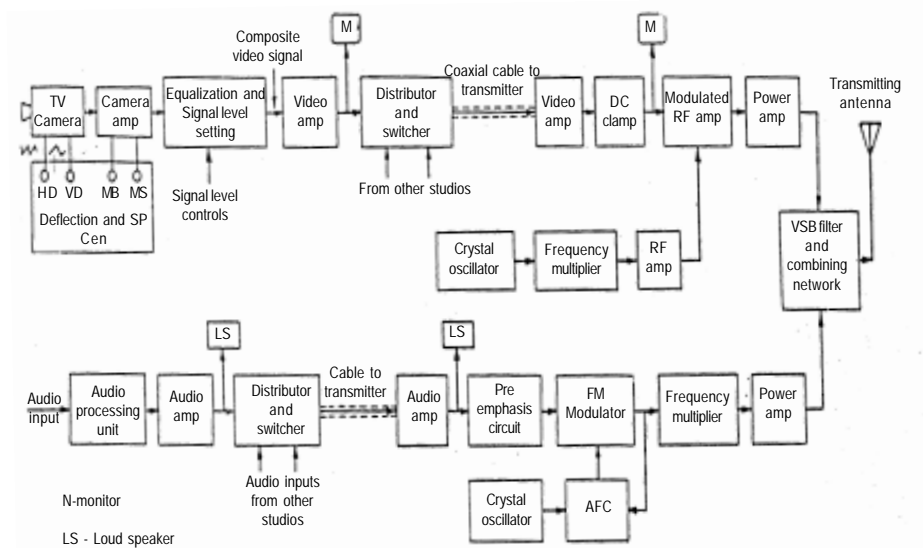 M
M
Composite
video signal
Coaxial cable to
transmitter
Transmitting
antenna
TV
Camera
Camera
amp
Equalization and
Signal level
setting
Video
amp
Distributor
and
switcher
Video
amp
DC
clamp
Modulated
RF amp
Power
amp
HD VD MB MS
Deflection and SP
Cen
Signal level
controls
From other studios
Crystal
oscillator
Frequency
multiplier
RF
amp
VSB filter
and
combining
network
LS
LS
Cable to
transmitter
Audio
input
Audio
processing
unit
Audio
amp
Distributor
and
switcher
Audio
amp
Pre
emphasis
circuit
FM
Modulator
Frequency
multiplier
Power
amp
Audio inputs
from other
studios
Crystal
oscillator
AFC
N-monitor
LS - Loud speaker